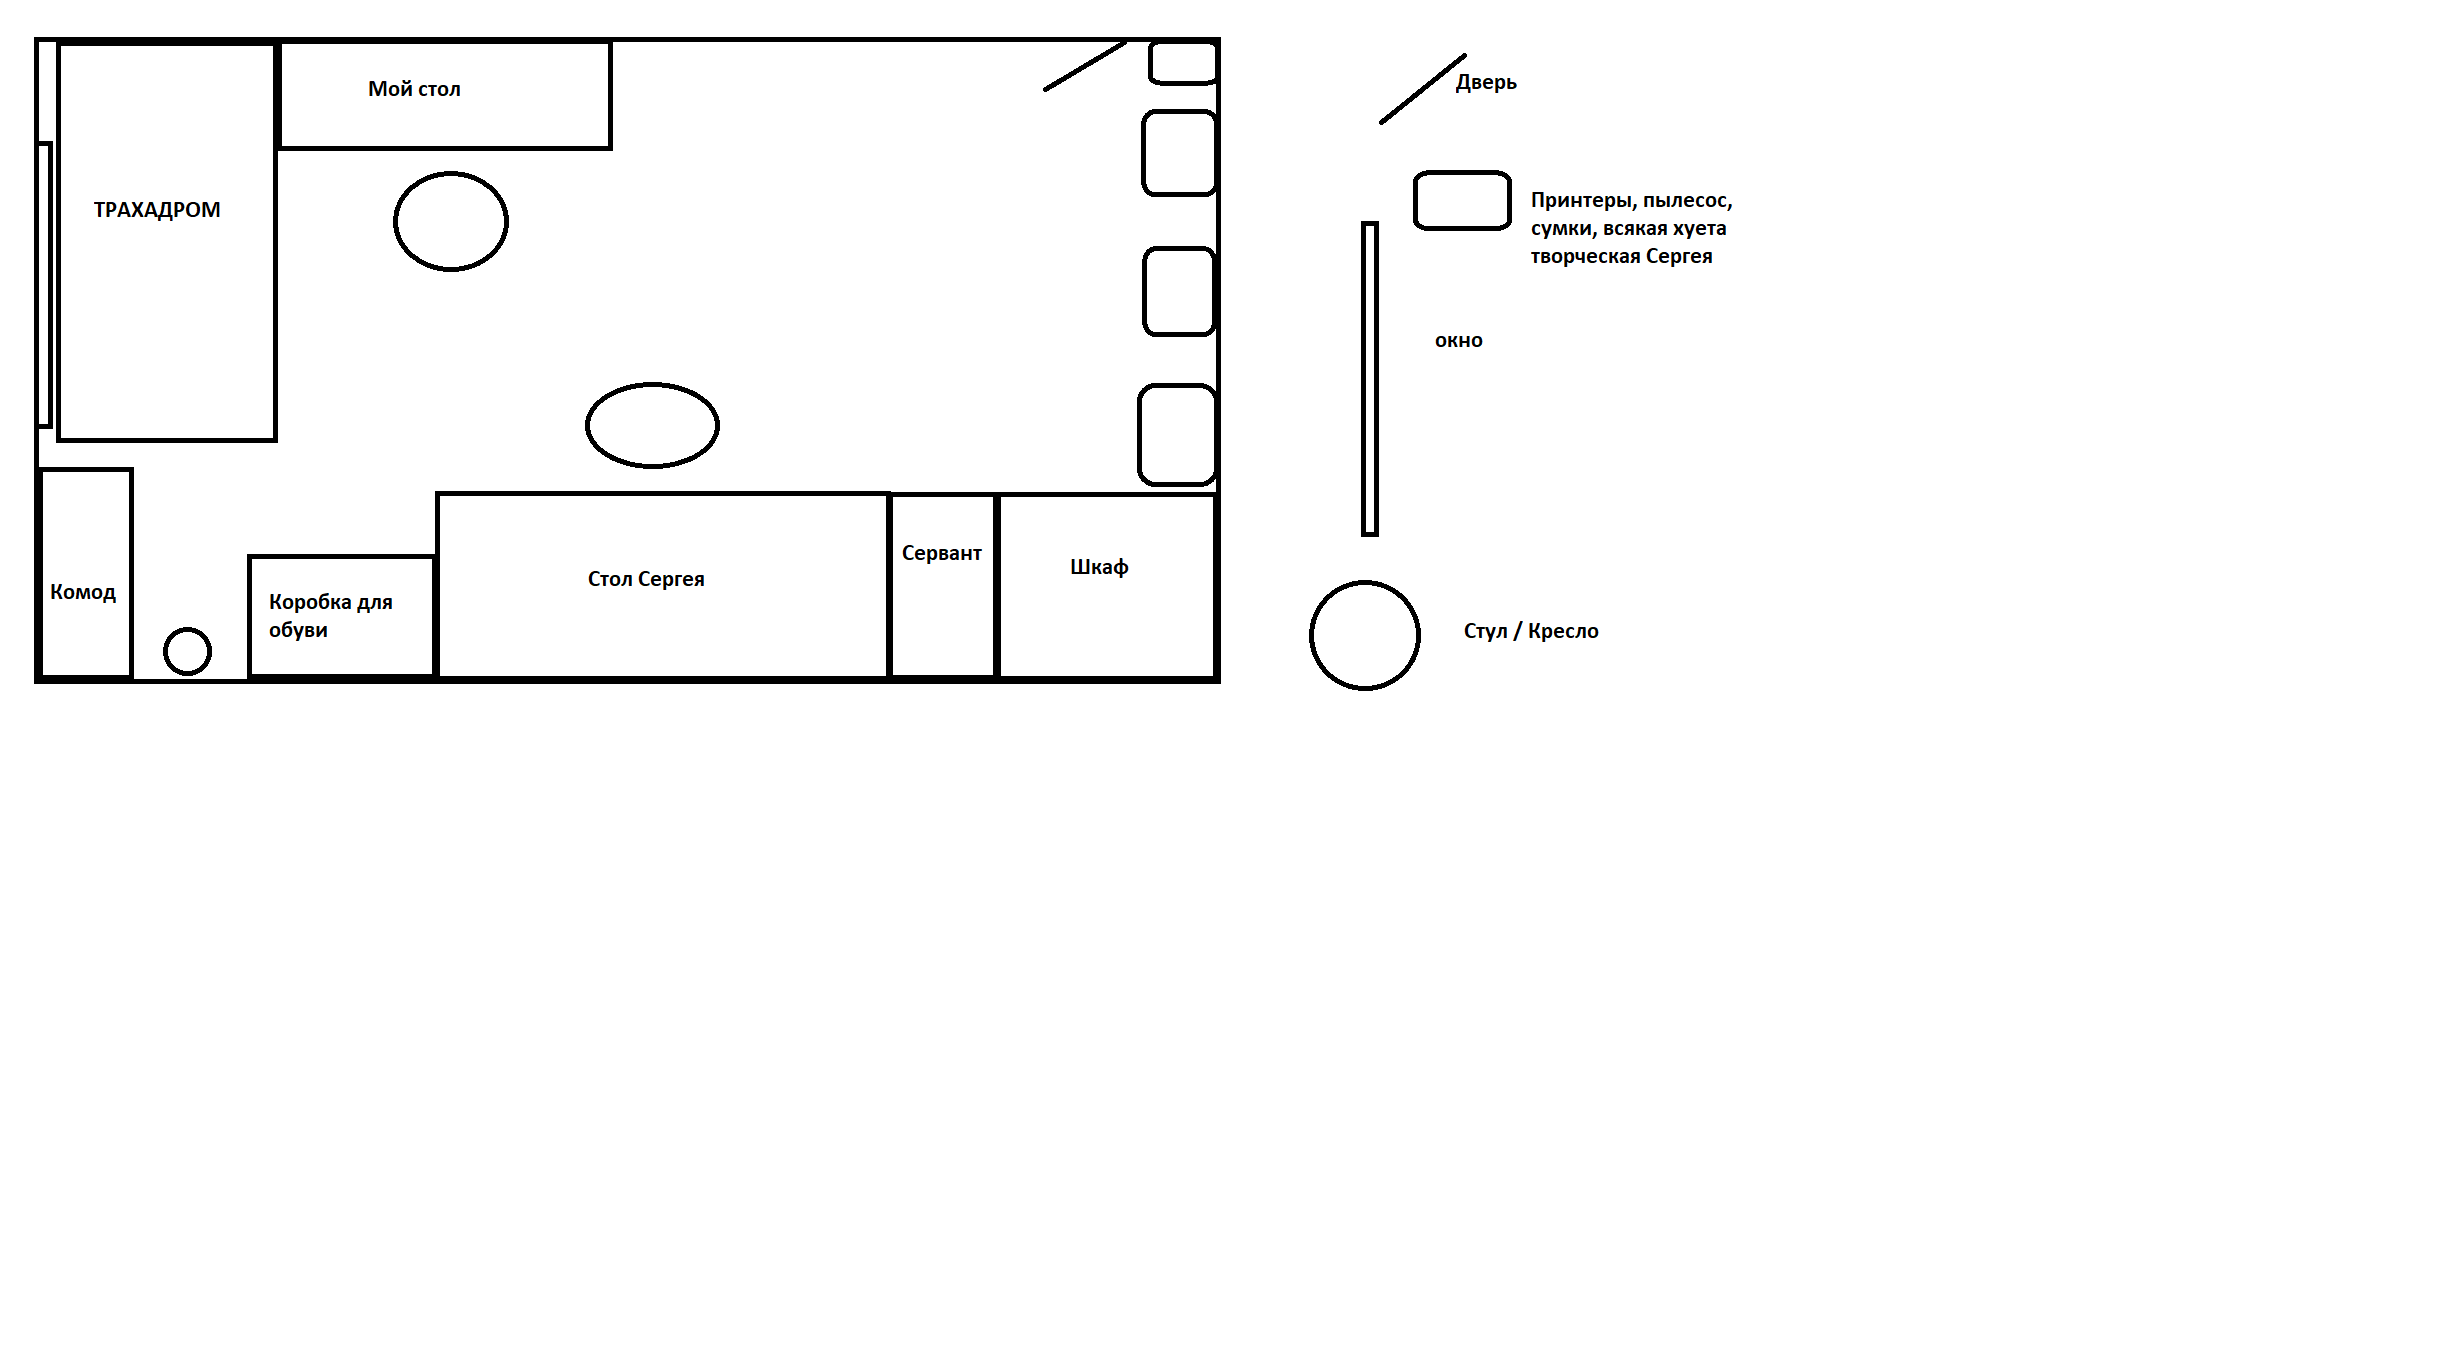 Мой стол
ТРАХАДРОМ
Комод
Коробка для
обуви
Стол Сергея
Сервант
Шкаф
Дверь
Принтеры, пылесос,
сумки, всякая хуета
творческая Сергея
окно
Стул / Кресло